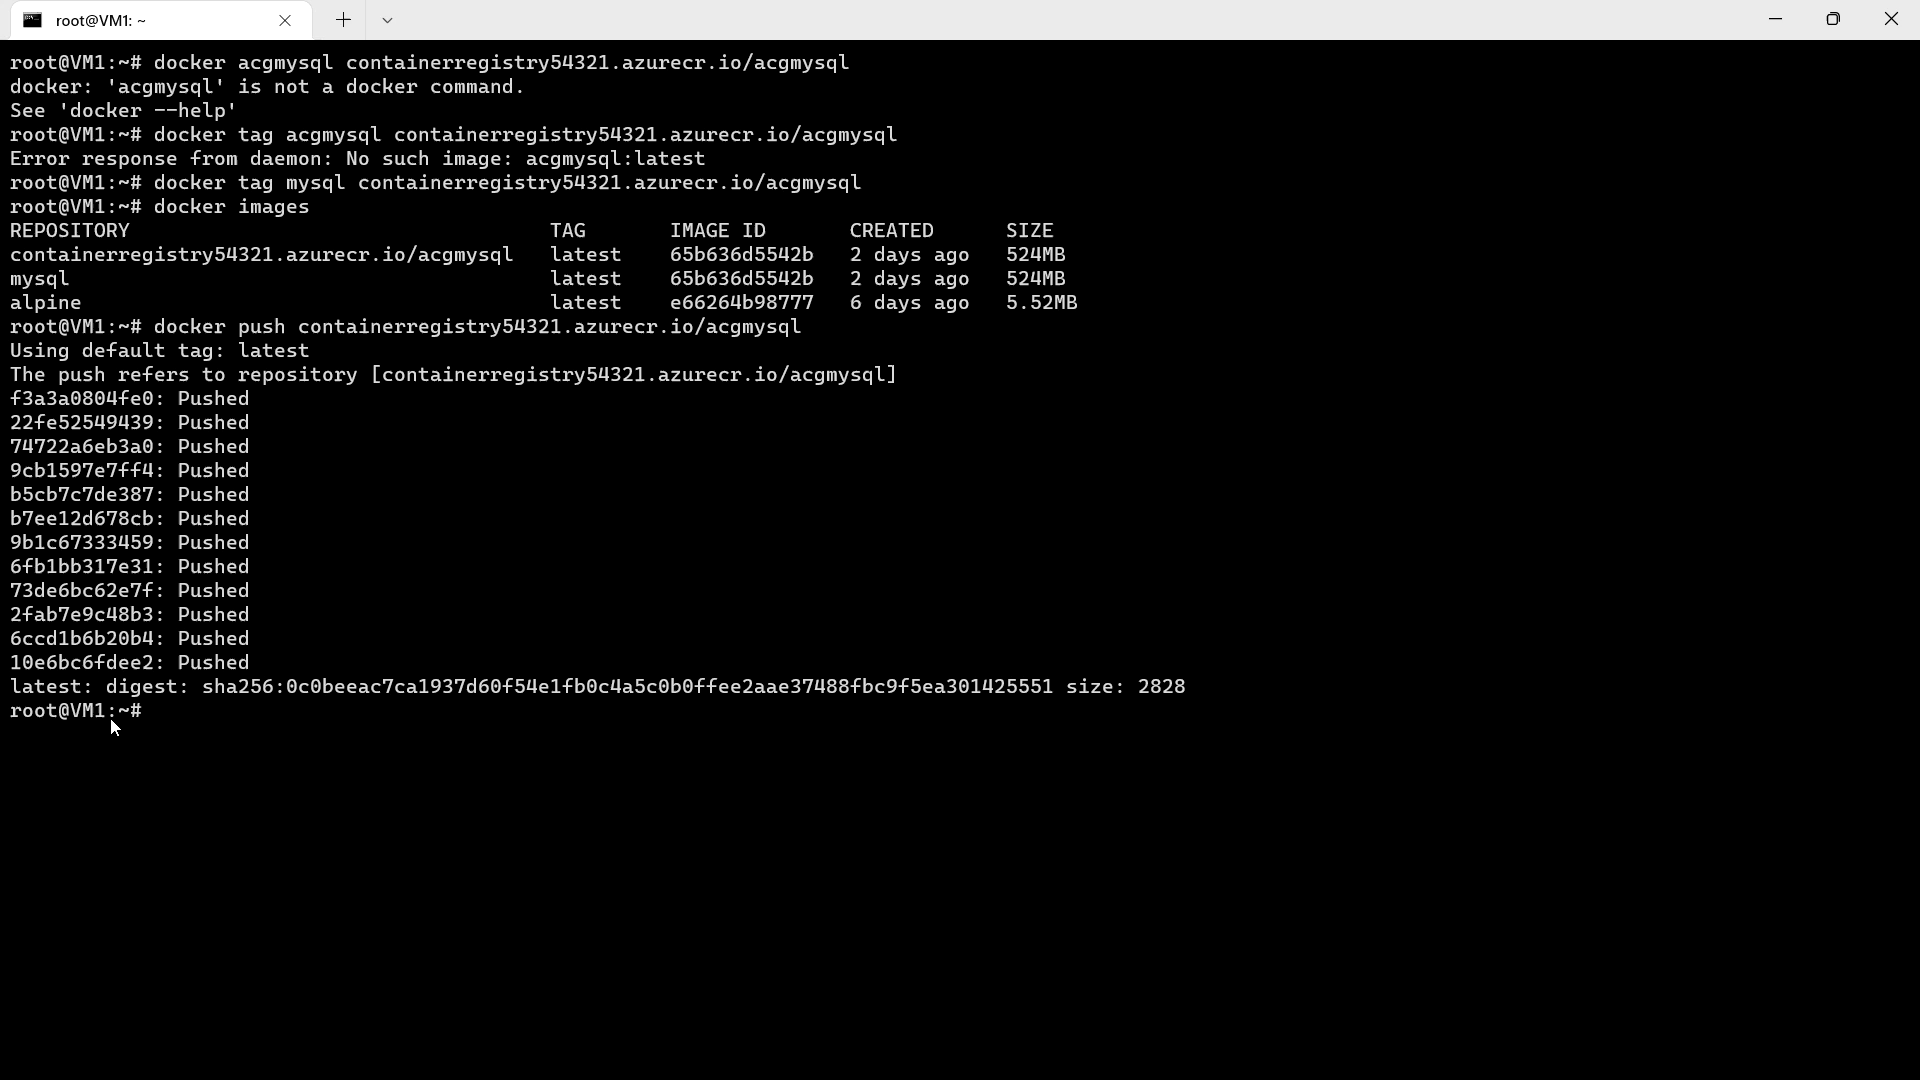 root@VM1: ~
root@VM1:~# docker acgmysql containerregistry54321.azurecr.io/acgmysql
docker: 'acgmysql' is not a docker command.
See 'docker --help'
root@VM1:~# docker tag acgmysql containerregistry54321.azurecr.io/acgmysql
Error response from daemon: No such image: acgmysql:latest
root@VM1:~# docker tag mysql containerregistry54321.azurecr.io/acgmysql
root@VM1:~# docker images
REPOSITORY                                   TAG       IMAGE ID       CREATED      SIZE
containerregistry54321.azurecr.io/acgmysql   latest    65b636d5542b   2 days ago   524MB
mysql                                        latest    65b636d5542b   2 days ago   524MB
alpine                                       latest    e66264b98777   6 days ago   5.52MB
root@VM1:~# docker push containerregistry54321.azurecr.io/acgmysql
Using default tag: latest
The push refers to repository [containerregistry54321.azurecr.io/acgmysql]
f3a3a0804fe0: Pushed
22fe52549439: Pushed
74722a6eb3a0: Pushed
9cb1597e7ff4: Pushed
b5cb7c7de387: Pushed
b7ee12d678cb: Pushed
9b1c67333459: Pushed
6fb1bb317e31: Pushed
73de6bc62e7f: Pushed
2fab7e9c48b3: Pushed
6ccd1b6b20b4: Pushed
10e6bc6fdee2: Pushed
latest: digest: sha256:0c0beeac7ca1937d60f54e1fb0c4a5c0b0ffee2aae37488fbc9f5ea301425551 size: 2828
root@VM1:~#